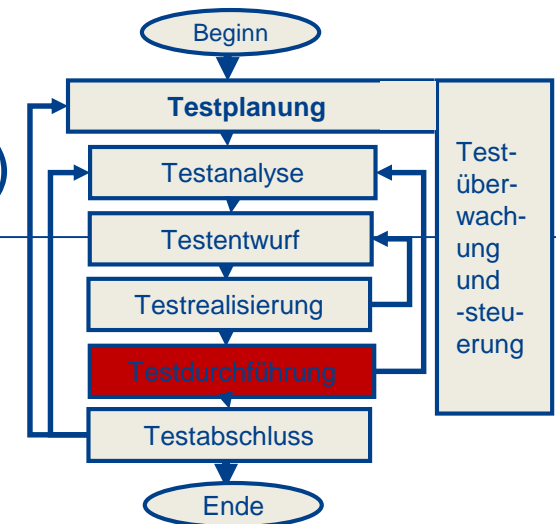 Beginn
Testplanung
Testanalyse
Testentwurf
Testrealisierung
Testdurchführung
Testabschluss
Ende
Test-
über-
wach-
ung
und
-steu-
erung